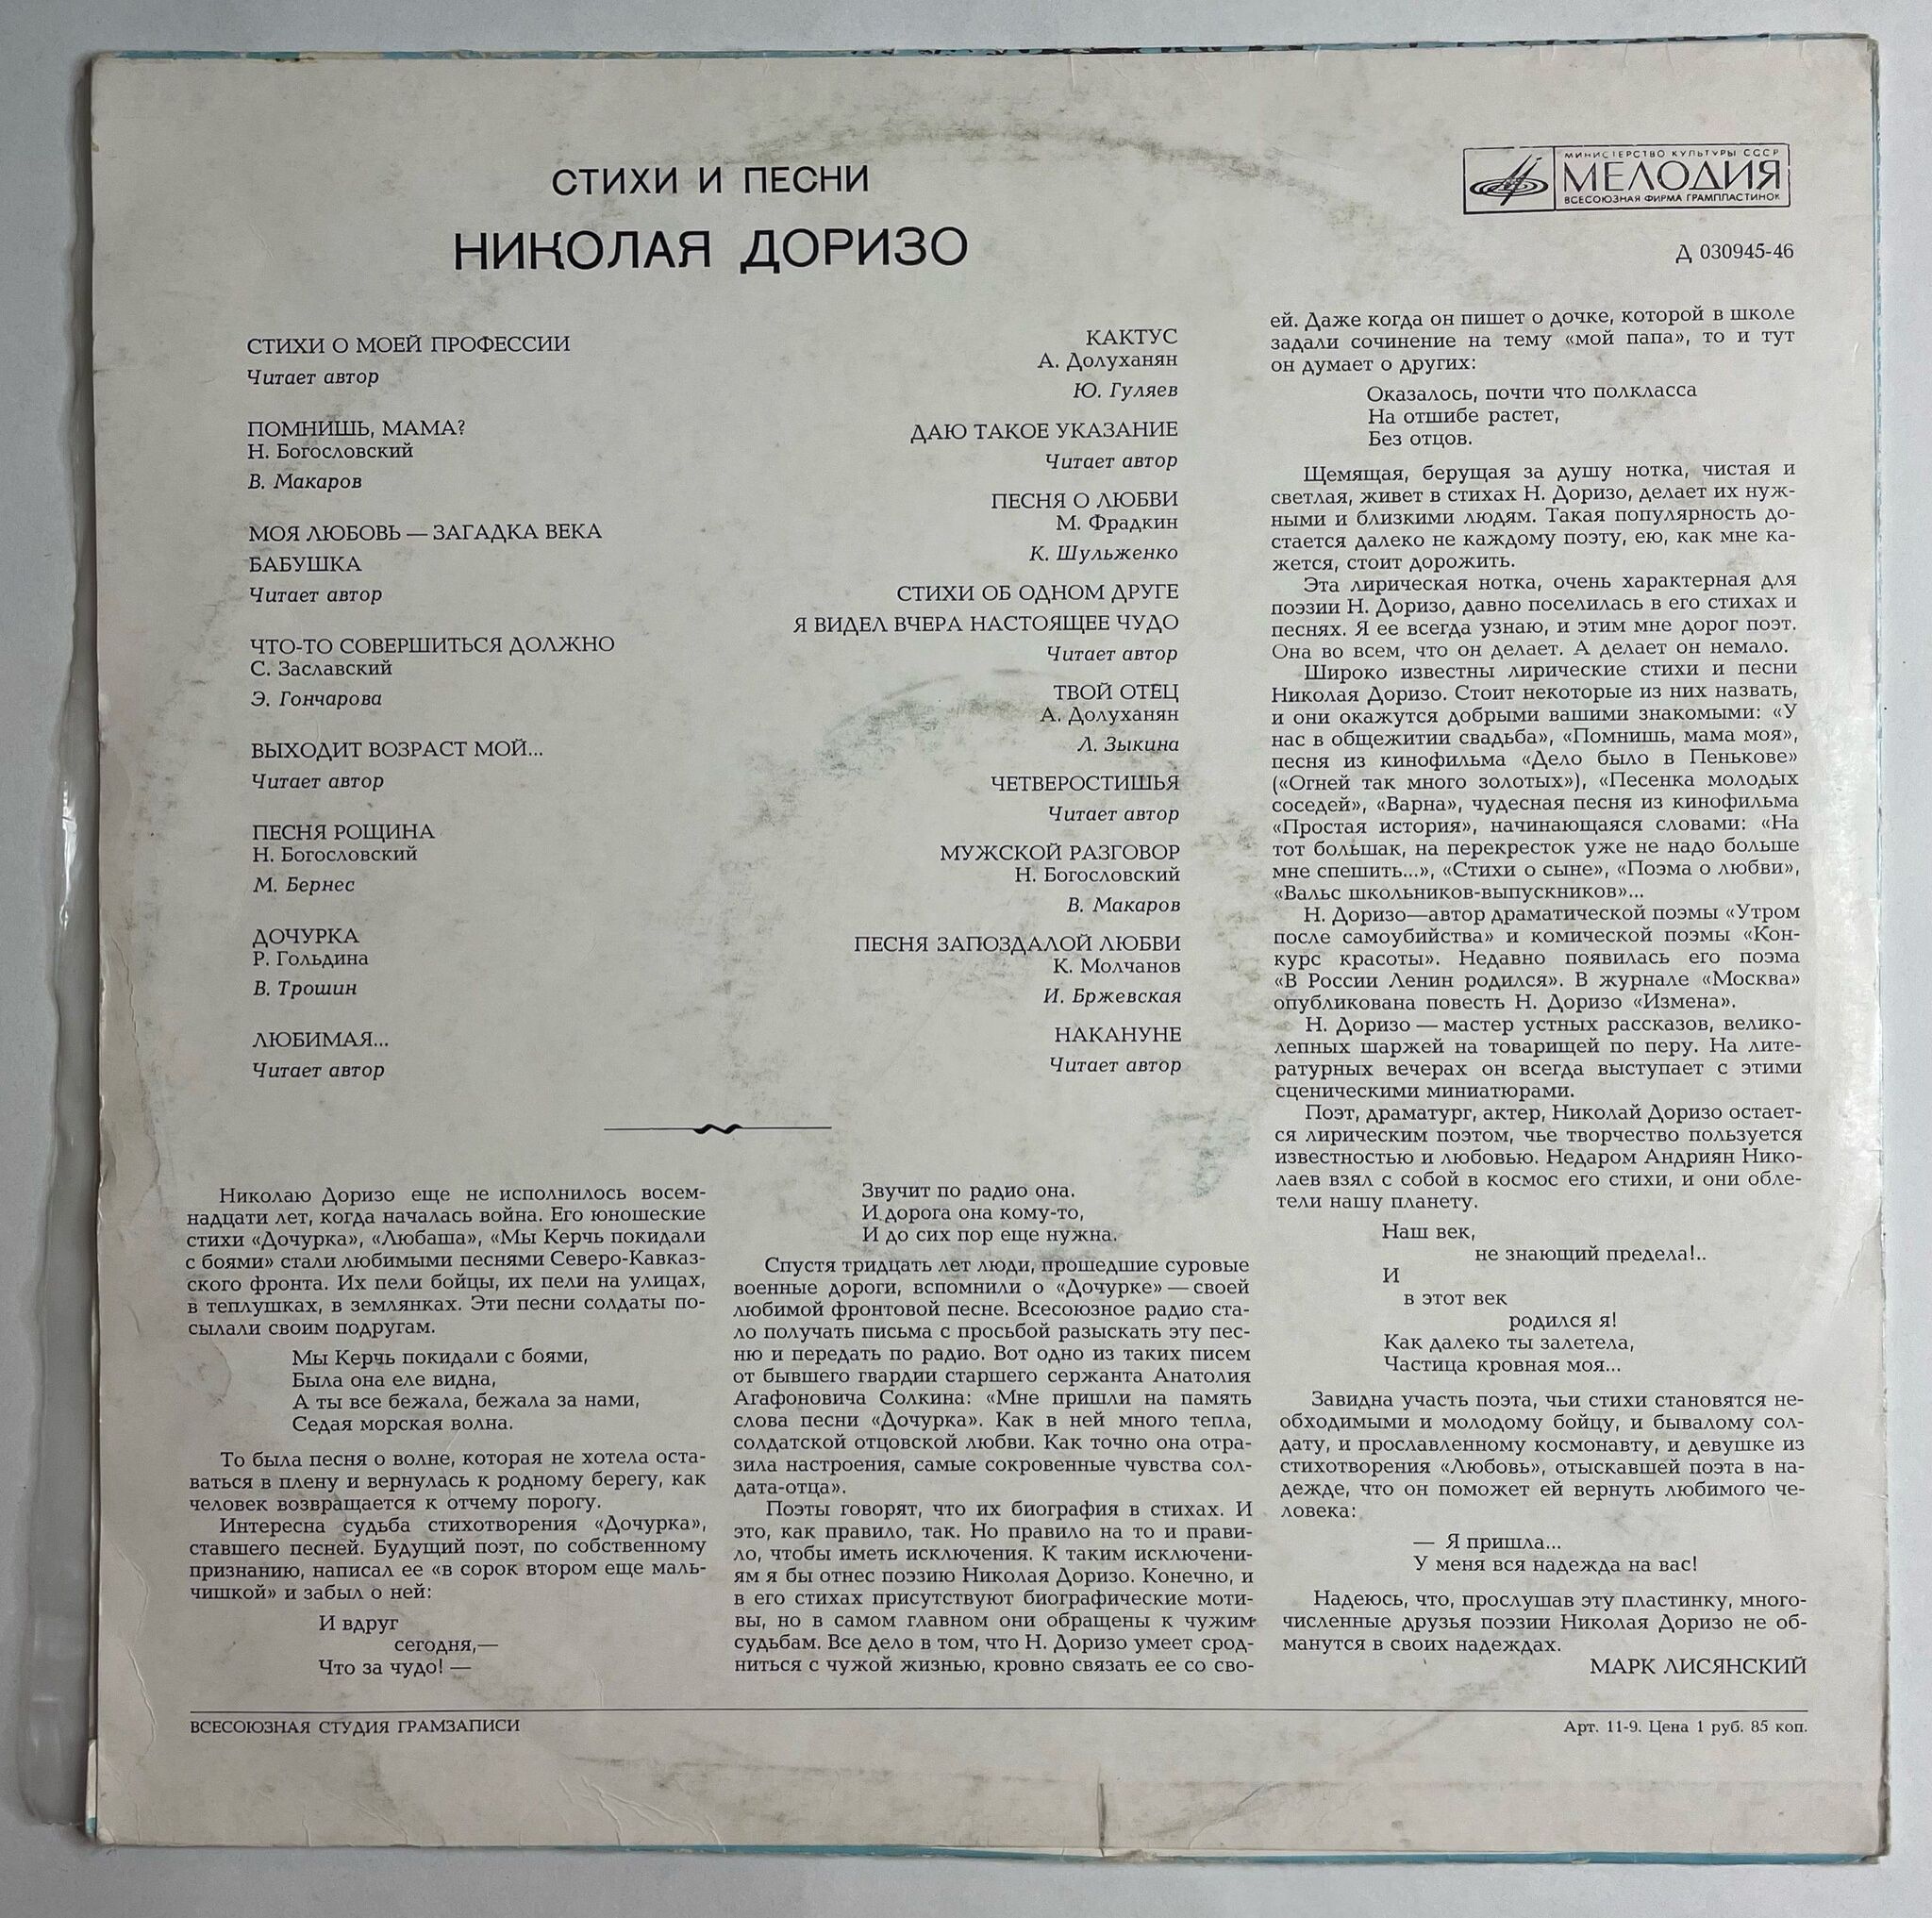 СТИХИ И ПЕСНИ
НИКОЛАЯ ДОРИЗО
МИНИСТЕРСТВО КУЛЬТУРЫ СССР
МЕЛОДИЯ
ВСЕСОЮЗНАЯ ФИРМА ГРАМПЛАСТИНОК
Д 030945-46
СТИХИ О МОЕЙ ПРОФЕССИИ
Читает автор
ПОМНИШЬ, МАМА?
Н. Богословский
В. Макаров
МОЯ ЛЮБОВЬ — ЗАГАДКА ВЕКА
БАБУШКА
Читает автор
ЧТО-ТО СОВЕРШИТЬСЯ ДОЛЖНО
С. Заславский
Э. Гончарова
ВЫХОДИТ ВОЗРАСТ МОЙ...
Читает автор
ПЕСНЯ РОЩИНА
Н. Богословский
М. Бернес
ДОЧУРКА
Р. Гольдина
В. Трошин
ЛЮБИМАЯ...
Читает автор
КАКТУС
А. Долуханян
Ю. Гуляев
ДАЮ ТАКОЕ УКАЗАНИЕ
Читает автор
ПЕСНЯ О ЛЮБВИ
М. Фрадкин
К. Шульженко
СТИХИ ОБ ОДНОМ ДРУГЕ
Я ВИДЕЛ ВЧЕРА НАСТОЯЩЕЕ ЧУДО
Читает автор
ТВОЙ ОТЕЦ
А. Долуханян
Л. Зыкина
ЧЕТВЕРОСТИШЬЯ
Читает автор
МУЖСКОЙ РАЗГОВОР
Н. Богословский
В. Макаров
ПЕСНЯ ЗАПОЗДАЛОЙ ЛЮБВИ
К. Молчанов
И. Бржевская
НАКАНУНЕ
Читает автор
Николаю Доризо еще не исполнилось восем-
надцати лет, когда началась война. Его юношеские
стихи «Дочурка», «Любаша», «Мы Керчь покидали
с боями» стали любимыми песнями Северо-Кавказ-
ского фронта. Их пели бойцы, их пели на улицах,
в теплушках, в землянках. Эти песни солдаты по-
сылали своим подругам.
Мы Керчь покидали с боями,
Была она еле видна,
А ты все бежала, бежала за нами,
Седая морская волна.
То была песня о волне, которая не хотела оста-
ваться в плену и вернулась к родному берегу, как
человек возвращается к отчему порогу.
Интересна судьба стихотворения «Дочурка»,
ставшего песней. Будущий поэт, по собственному
признанию, написал ее «в сорок втором еще маль-
чишкой» и забыл о ней:
И вдруг
сегодня,—
Что за чудо! —
Звучит по радио она.
И дорога она кому-то,
И до сих пор еще нужна.
Спустя тридцать лет люди, прошедшие суровые
военные дороги, вспомнили о «Дочурке» — своей
любимой фронтовой песне. Всесоюзное радио ста-
ло получать письма с просьбой разыскать эту пес-
ню и передать по радио. Вот одно из таких писем
от бывшего гвардии старшего сержанта Анатолия
Агафоновича Солкина: «Мне пришли на память
слова песни «Дочурка». Как в ней много тепла,
солдатской отцовской любви. Как точно она отра-
зила настроения, самые сокровенные чувства сол-
дата-отца».
Поэты говорят, что их биография в стихах. И
это, как правило, так. Но правило на то и прави-
ло, чтобы иметь исключения. К таким исключени-
ям я бы отнес поэзию Николая Доризо. Конечно, и
в его стихах присутствуют биографические моти-
вы, но в самом главном они обращены к чужим
судьбам. Все дело в том, что Н. Доризо умеет срод-
ниться с чужой жизнью, кровно связать ее со сво-
ей. Даже когда он пишет о дочке, которой в школе
задали сочинение на тему «мой папа», то и тут
он думает о других:
Оказалось, почти что полкласса
На отшибе растет,
Без отцов.
Щемящая, берущая за душу нотка, чистая и
светлая, живет в стихах Н. Доризо, делает их нуж-
ными и близкими людям. Такая популярность до-
стается далеко не каждому поэту, ею, как мне ка-
жется, стоит дорожить.
Эта лирическая нотка, очень характерная для
поэзии Н. Доризо, давно поселилась в его стихах и
песнях. Я ее всегда узнаю, и этим мне дорог поэт.
Она во всем, что он делает. А делает он немало.
Широко известны лирические стихи и песни
Николая Доризо. Стоит некоторые из них назвать,
и они окажутся добрыми вашими знакомыми: «У
нас в общежитии свадьба», «Помнишь, мама моя»,
песня из кинофильма «Дело было в Пенькове»
(«Огней так много золотых»), «Песенка молодых
соседей», «Варна», чудесная песня из кинофильма
«Простая история», начинающаяся словами: «На
тот большак, на перекресток уже не надо больше
мне спешить...», «Стихи о сыне», «Поэма о любви»,
«Вальс школьников-выпускников»...
Н. Доризо—автор драматической поэмы «Утром
после самоубийства» и комической поэмы «Кон-
курс красоты». Недавно появилась его поэма
«В России Ленин родился». В журнале «Москва»
опубликована повесть Н. Доризо «Измена».
Н. Доризо — мастер устных рассказов, велико-
лепных шаржей на товарищей по перу. На лите-
ратурных вечерах он всегда выступает с этими
сценическими миниатюрами.
Поэт, драматург, актер, Николай Доризо остает-
ся лирическим поэтом, чье творчество пользуется
известностью и любовью. Недаром Андриян Нико-
лаев взял с собой в космос его стихи, и они обле-
тели нашу планету.
Наш век,
не знающий предела!..
И
в этот век
родился я!
Как далеко ты залетела,
Частица кровная моя...
Завидна участь поэта, чьи стихи становятся не-
обходимыми и молодому бойцу, и бывалому сол-
дату, и прославленному космонавту, и девушке из
стихотворения «Любовь», отыскавшей поэта в на-
дежде, что он поможет ей вернуть любимого че-
ловека:
— Я пришла...
У меня вся надежда на вас!
Надеюсь, что, прослушав эту пластинку, много-
численные друзья поэзии Николая Доризо не об-
манутся в своих надеждах.
МАРК ЛИСЯНСКИЙ
ВСЕСОЮЗНАЯ СТУДИЯ ГРАМЗАПИСИ
Арт. 11-9. Цена 1 руб. 85 коп.